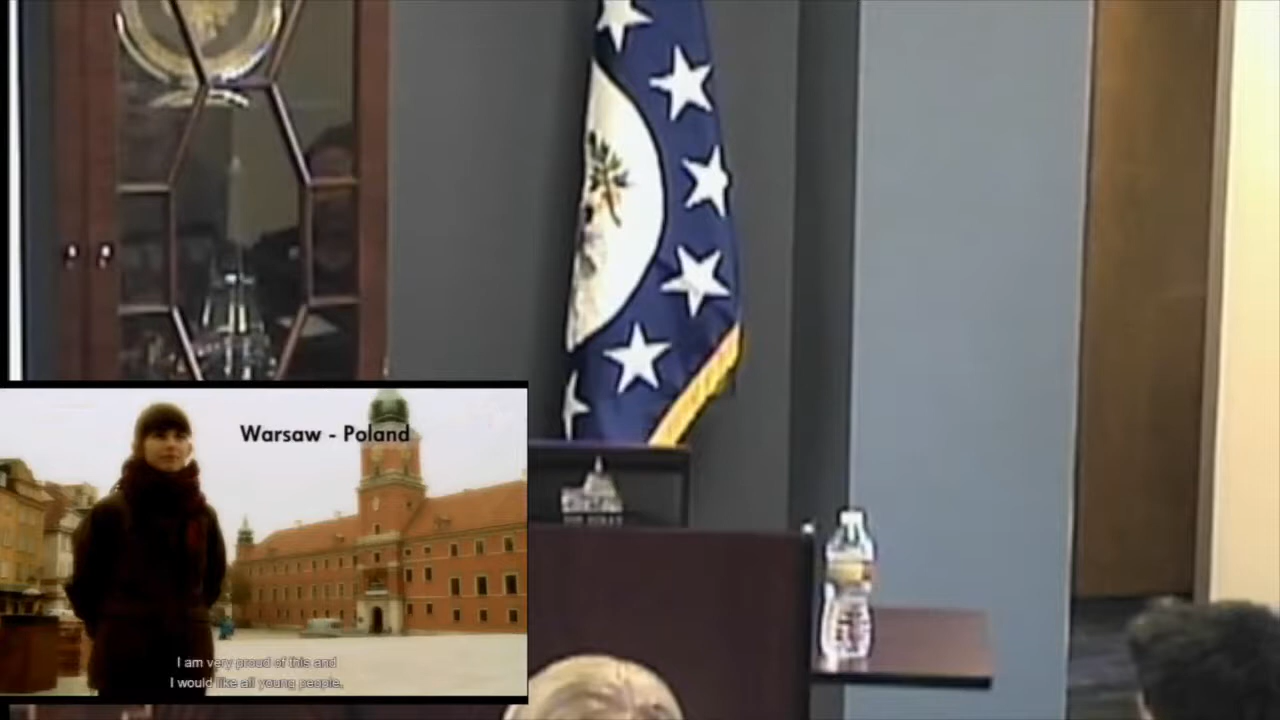 Warsaw - Poland
I am very proud of this and
I would like all young people,